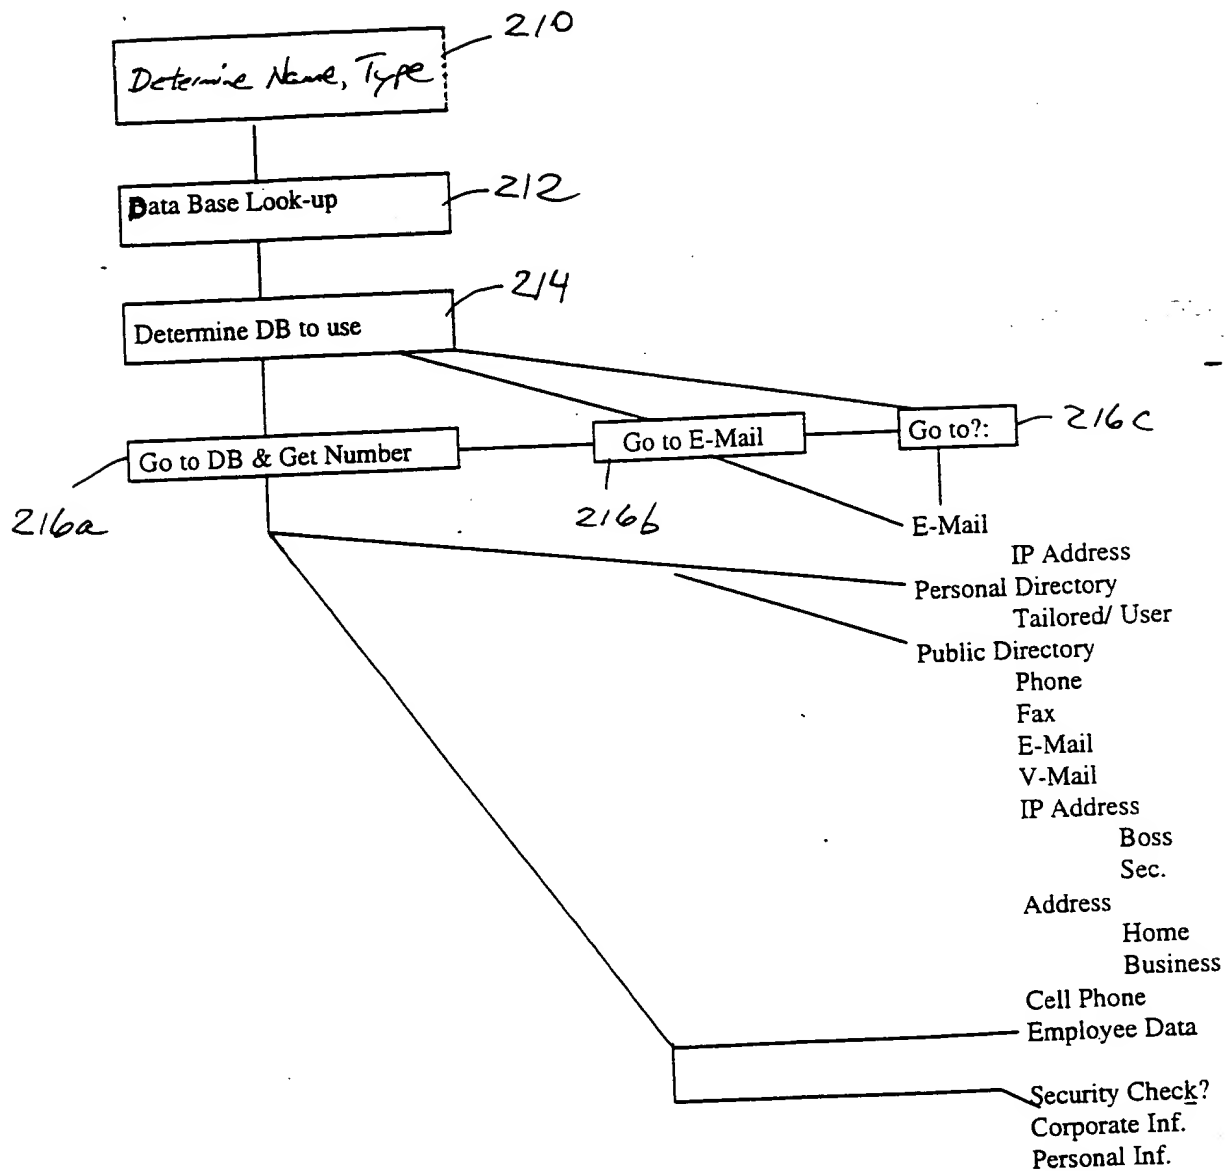 210
Determine Name, Type
212
Data Base Look-up
214
Determine DB to use
Go to DB & Get Number
Go to E-Mail
Go to?:
216c
216a
216b
E-Mail
IP Address
Personal Directory
Tailored/ User
Public Directory
Phone
Fax
E-Mail
V-Mail
IP Address
Boss
Sec.
Address
Home
Business
Cell Phone
Employee Data
Security Check?
Corporate Inf.
Personal Inf.